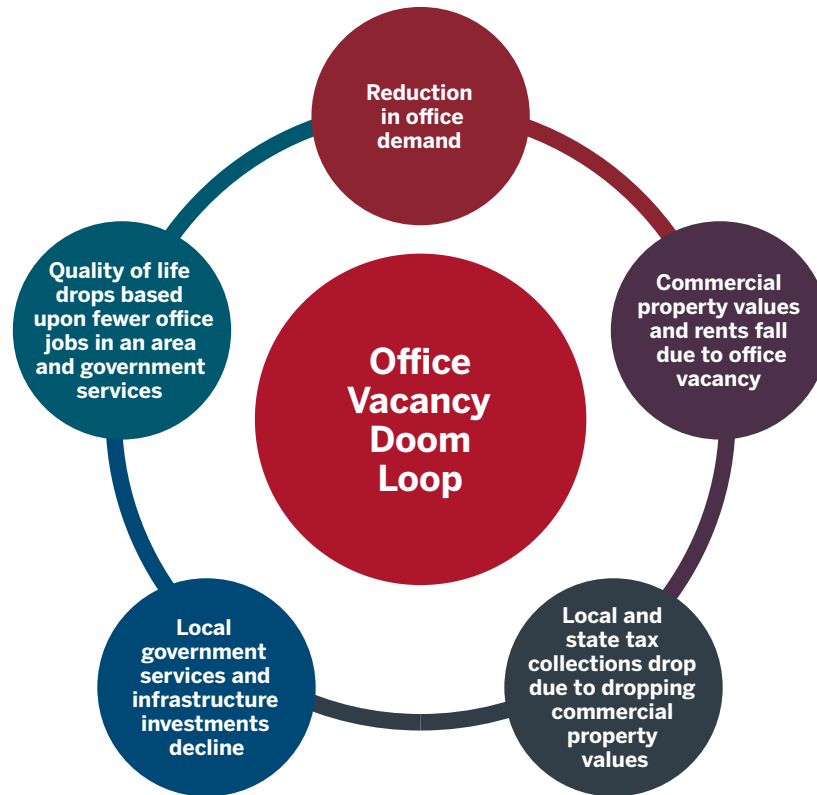 Reduction
in office
demand
Commercial
property values
and rents fall
due to office
vacancy
Local and
state tax
collections drop
due to dropping
commercial
property
values
Local
government
services and
infrastructure
investments
decline
Quality of life
drops based
upon fewer office
jobs in an area
and government
services
Office
Vacancy
Doom
Loop